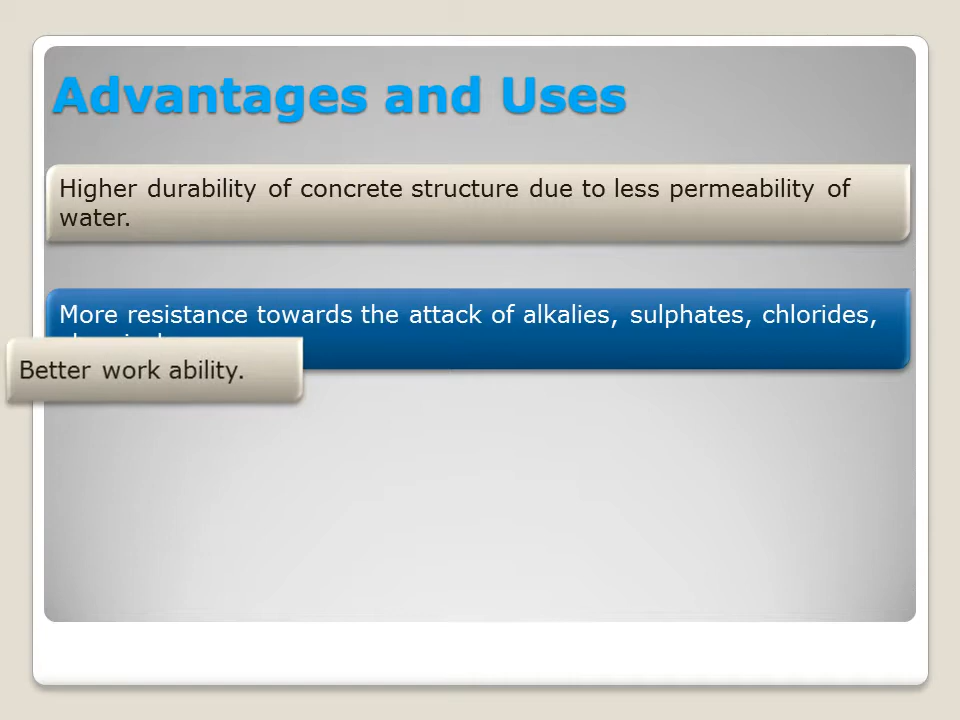 Advantages and Uses
Higher durability of concrete structure due to less permeability of
water.
More resistance towards the attack of alkalies, sulphates, chlorides,
Better work ability.